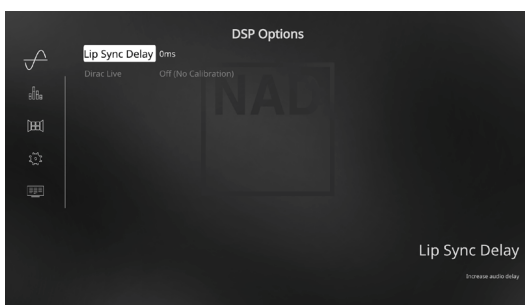 DSP Options
Lip Sync Delay 0ms
Dirac Live Off (No Calibration)
NAD
Lip Sync Delay
Increase audio delay